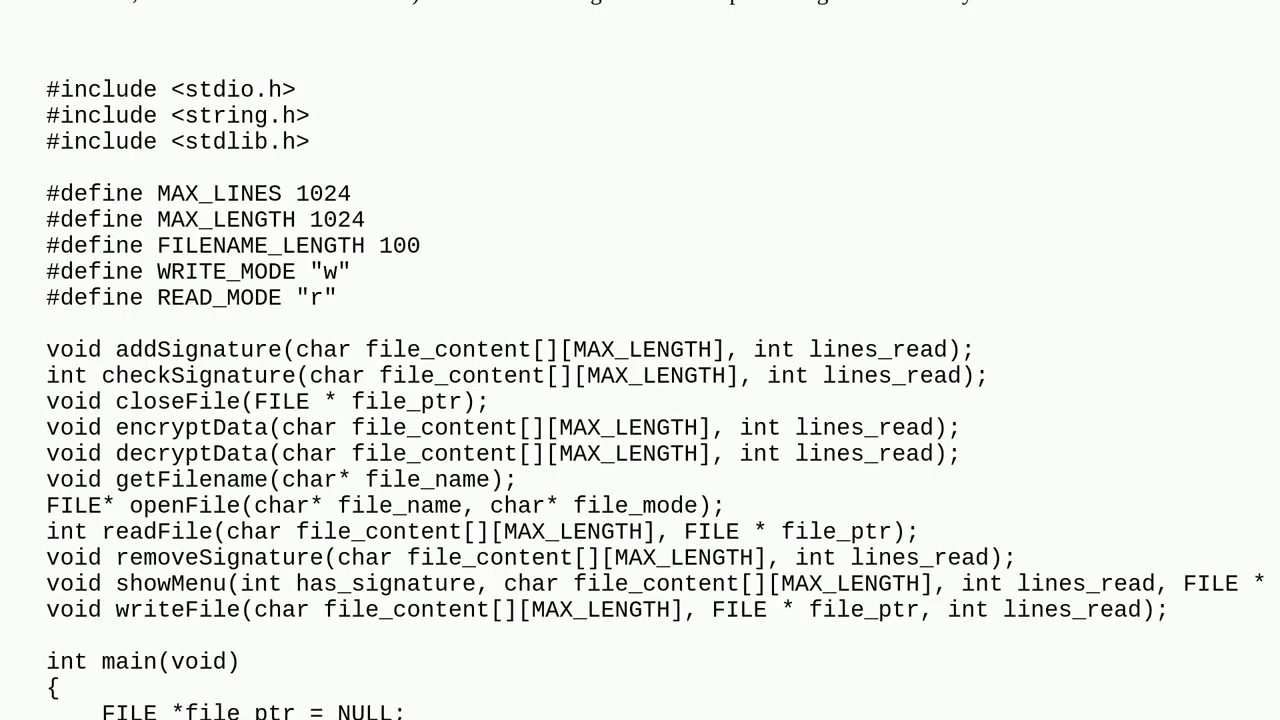 #include <stdio.h>
#include <string.h>
#include <stdlib.h>
#define MAX_LINES 1024
#define MAX_LENGTH 1024
#define FILENAME_LENGTH 100
#define WRITE_MODE "w"
#define READ_MODE "r"
void addSignature(char file_content[][MAX_LENGTH], int lines_read);
int checkSignature(char file_content[][MAX_LENGTH], int lines_read);
void closeFile(FILE * file_ptr);
void encryptData(char file_content[][MAX_LENGTH], int lines_read);
void decryptData(char file_content[][MAX_LENGTH], int lines_read);
void getFilename(char* file_name);
FILE* openFile(char* file_name, char* file_mode);
int readFile(char file_content[][MAX_LENGTH], FILE * file_ptr);
void removeSignature(char file_content[][MAX_LENGTH], int lines_read);
void showMenu(int has_signature, char file_content[][MAX_LENGTH], int lines_read, FILE *
void writeFile(char file_content[][MAX_LENGTH], FILE * file_ptr, int lines_read);
int main(void)
{
FILE *file_ptr = NULL;